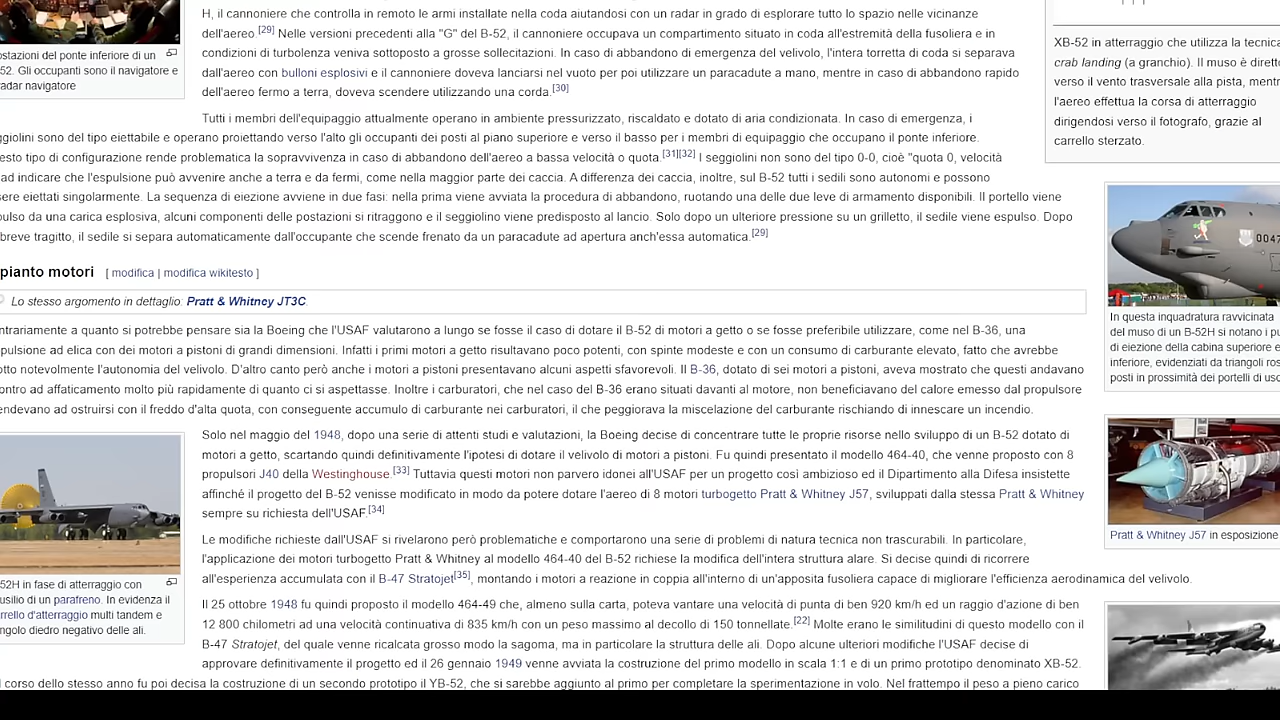 H, il cannoniere che controlla in remoto le armi installate nella coda aiutandosi con un radar in grado di esplorare tutto lo spazio nelle vicinanze
dell'aereo.[29] Nelle versioni precedenti alla "G" del B-52, il cannoniere occupava un compartimento situato in coda all'estremità della fusoliera e in
condizioni di turbolenza veniva sottoposto a grosse sollecitazioni. In caso di abbandono di emergenza del velivolo, l'intera torretta di coda si separava
dall'aereo con bulloni esplosivi e il cannoniere doveva lanciarsi nel vuoto per poi utilizzare un paracadute a mano, mentre in caso di abbandono rapido
dell'aereo fermo a terra, doveva scendere utilizzando una corda.[30]
ostazioni del ponte inferiore di un
52. Gli occupanti sono il navigatore e
adar navigatore
XB-52 in atterraggio che utilizza la tecnica
crab landing (a granchio). Il muso è diretto
verso il vento trasversale alla pista, mentre
l'aereo effettua la corsa di atterraggio
dirigendosi verso il fotografo, grazie al
carrello sterzato.
Tutti i membri dell'equipaggio attualmente operano in ambiente pressurizzato, riscaldato e dotato di aria condizionata. In caso di emergenza, i
ggiolini sono del tipo eiettabile e operano proiettando verso l'alto gli occupanti dei posti al piano superiore e verso il basso per i membri di equipaggio che occupano il ponte inferiore.
esto tipo di configurazione rende problematica la sopravvivenza in caso di abbandono dell'aereo a bassa velocità o quota.[31][32] I seggiolini non sono del tipo 0-0, cioè "quota 0, velocità
ad indicare che l'espulsione può avvenire anche a terra e da fermi, come nella maggior parte dei caccia. A differenza dei caccia, inoltre, sul B-52 tutti i sedili sono autonomi e possono
sere eiettati singolarmente. La sequenza di eiezione avviene in due fasi: nella prima viene avviata la procedura di abbandono, ruotando una delle due leve di armamento disponibili. Il portello viene
pulso da una carica esplosiva, alcuni componenti delle postazioni si ritraggono e il seggiolino viene predisposto al lancio. Solo dopo un ulteriore pressione su un grilletto, il sedile viene espulso. Dopo
breve tragitto, il sedile si separa automaticamente dall'occupante che scende frenato da un paracadute ad apertura anch'essa automatica.[29]
pianto motori [ modifica | modifica wikitesto ]
Lo stesso argomento in dettaglio: Pratt & Whitney JT3C
ntrariamente a quanto si potrebbe pensare sia la Boeing che l'USAF valutarono a lungo se fosse il caso di dotare il B-52 di motori a getto o se fosse preferibile utilizzare, come nel B-36, una
pulsione ad elica con dei motori a pistoni di grandi dimensioni. Infatti i primi motori a getto risultavano poco potenti, con spinte modeste e con un consumo di carburante elevato, fatto che avrebbe
otto notevolmente l'autonomia del velivolo. D'altro canto però anche i motori a pistoni presentavano alcuni aspetti sfavorevoli. Il B-36, dotato di sei motori a pistoni, aveva mostrato che questi andavano
ontro ad affaticamento molto più rapidamente di quanto ci si aspettasse. Inoltre i carburatori, che nel caso del B-36 erano situati davanti al motore, non beneficiavano del calore emesso dal propulsore
endevano ad ostruirsi con il freddo d'alta quota, con conseguente accumulo di carburante nei carburatori, il che peggiorava la miscelazione del carburante rischiando di innescare un incendio.
0047
In questa inquadratura ravvicinata
del muso di un B-52H si notano i pu
di eiezione della cabina superiore e
inferiore, evidenziati da triangoli ros
posti in prossimità dei portelli di usc
Solo nel maggio del 1948, dopo una serie di attenti studi e valutazioni, la Boeing decise di concentrare tutte le proprie risorse nello sviluppo di un B-52 dotato di
motori a getto, scartando quindi definitivamente l'ipotesi di dotare il velivolo di motori a pistoni. Fu quindi presentato il modello 464-40, che venne proposto con 8
propulsori J40 della Westinghouse.[33] Tuttavia questi motori non parvero idonei all'USAF per un progetto così ambizioso ed il Dipartimento alla Difesa insistette
affinché il progetto del B-52 venisse modificato in modo da potere dotare l'aereo di 8 motori turbogetto Pratt & Whitney J57, sviluppati dalla stessa Pratt & Whitney
sempre su richiesta dell'USAF.[34]
Pratt & Whitney J57 in esposizione
Le modifiche richieste dall'USAF si rivelarono però problematiche e comportarono una serie di problemi di natura tecnica non trascurabili. In particolare,
l'applicazione dei motori turbogetto Pratt & Whitney al modello 464-40 del B-52 richiese la modifica dell'intera struttura alare. Si decise quindi di ricorrere
all'esperienza accumulata con il B-47 Stratojet[35], montando i motori a reazione in coppia all'interno di un'apposita fusoliera capace di migliorare l'efficienza aerodinamica del velivolo.
52H in fase di atterraggio con
usilio di un parafreno. In evidenza il
rrello d'atterraggio multi tandem e
ngolo diedro negativo delle ali.
Il 25 ottobre 1948 fu quindi proposto il modello 464-49 che, almeno sulla carta, poteva vantare una velocità di punta di ben 920 km/h ed un raggio d'azione di ben
12 800 chilometri ad una velocità continuativa di 835 km/h con un peso massimo al decollo di 150 tonnellate.[22] Molte erano le similitudini di questo modello con il
B-47 Stratojet, del quale venne ricalcata grosso modo la sagoma, ma in particolare la struttura delle ali. Dopo alcune ulteriori modifiche l'USAF decise di
approvare definitivamente il progetto ed il 26 gennaio 1949 venne avviata la costruzione del primo modello in scala 1:1 e di un primo prototipo denominato XB-52.
l corso dello stesso anno fu poi decisa la costruzione di un secondo prototipo il YB-52, che si sarebbe aggiunto al primo per completare la sperimentazione in volo. Nel frattempo il peso a pieno carico